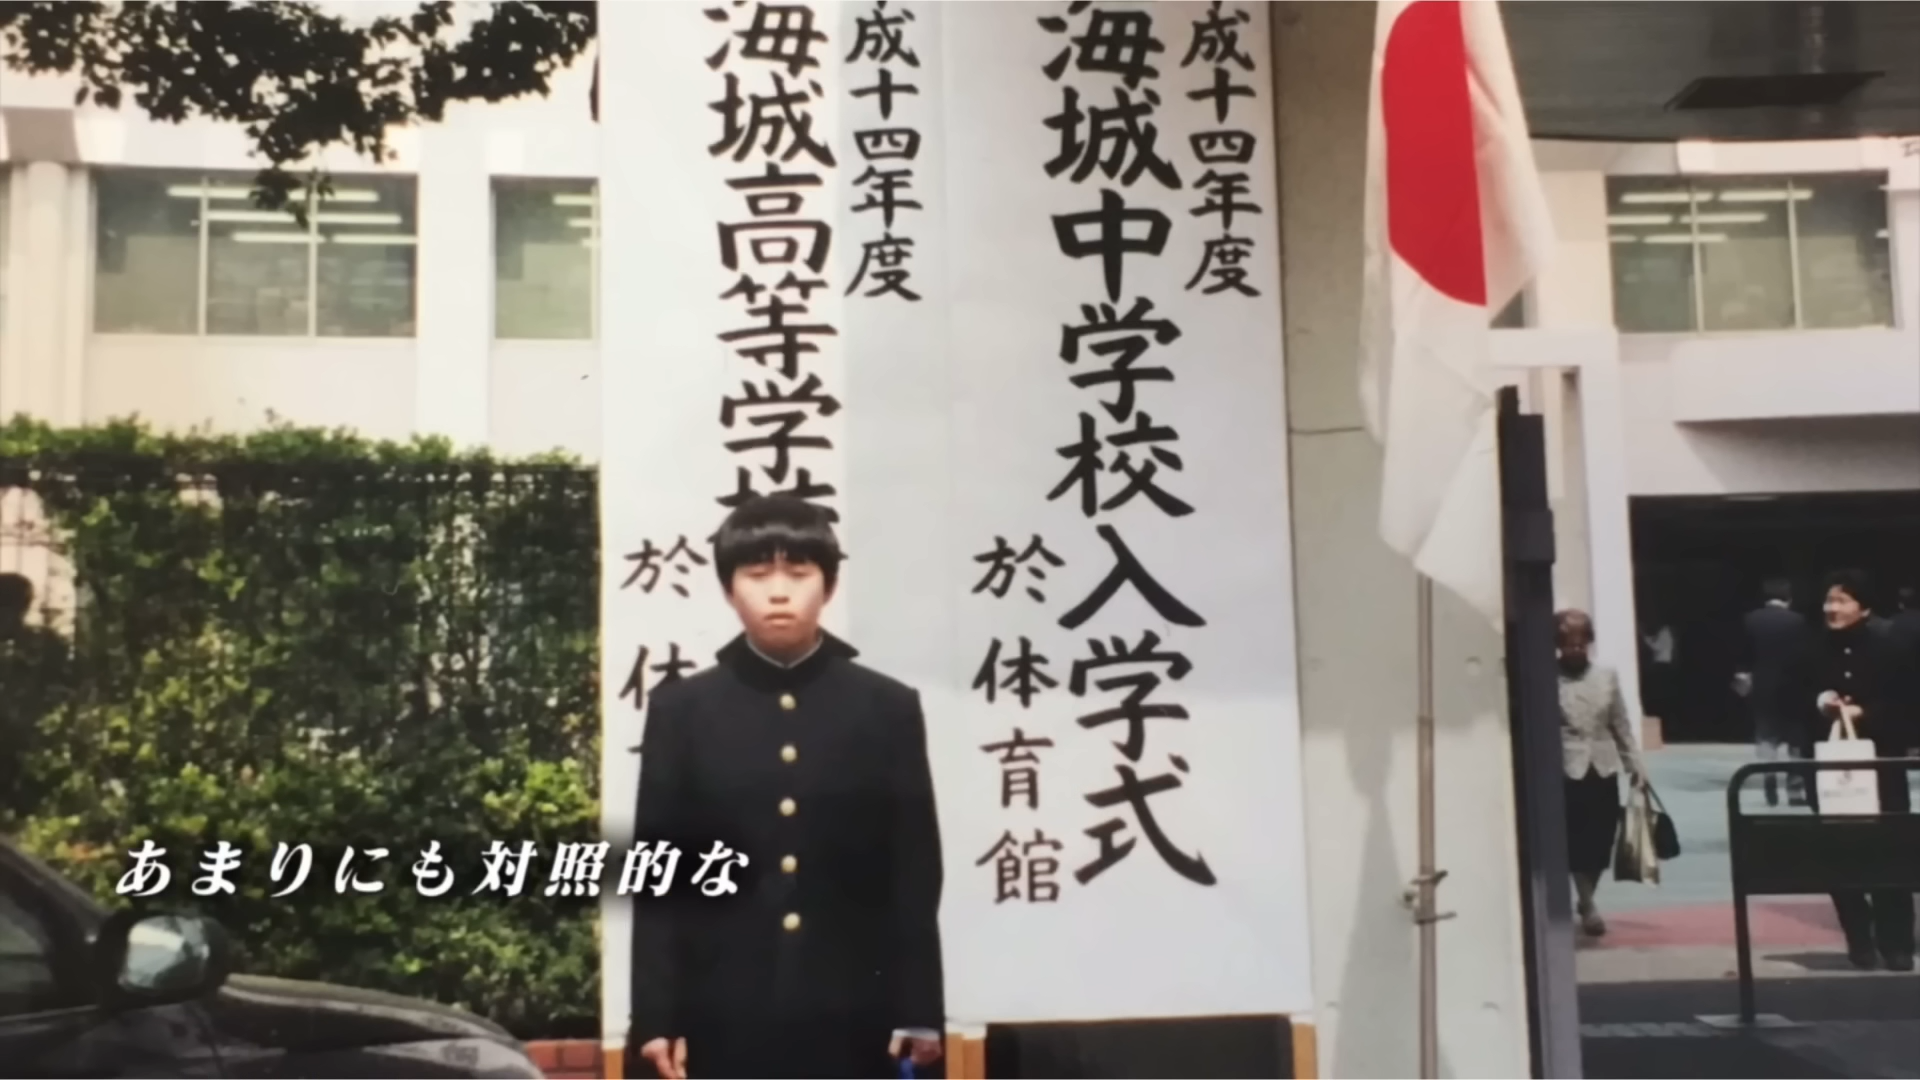 成十四年度
海城中学校入学式
於体育館
成十四年度
海城高等学
於
あまりにも対照的な